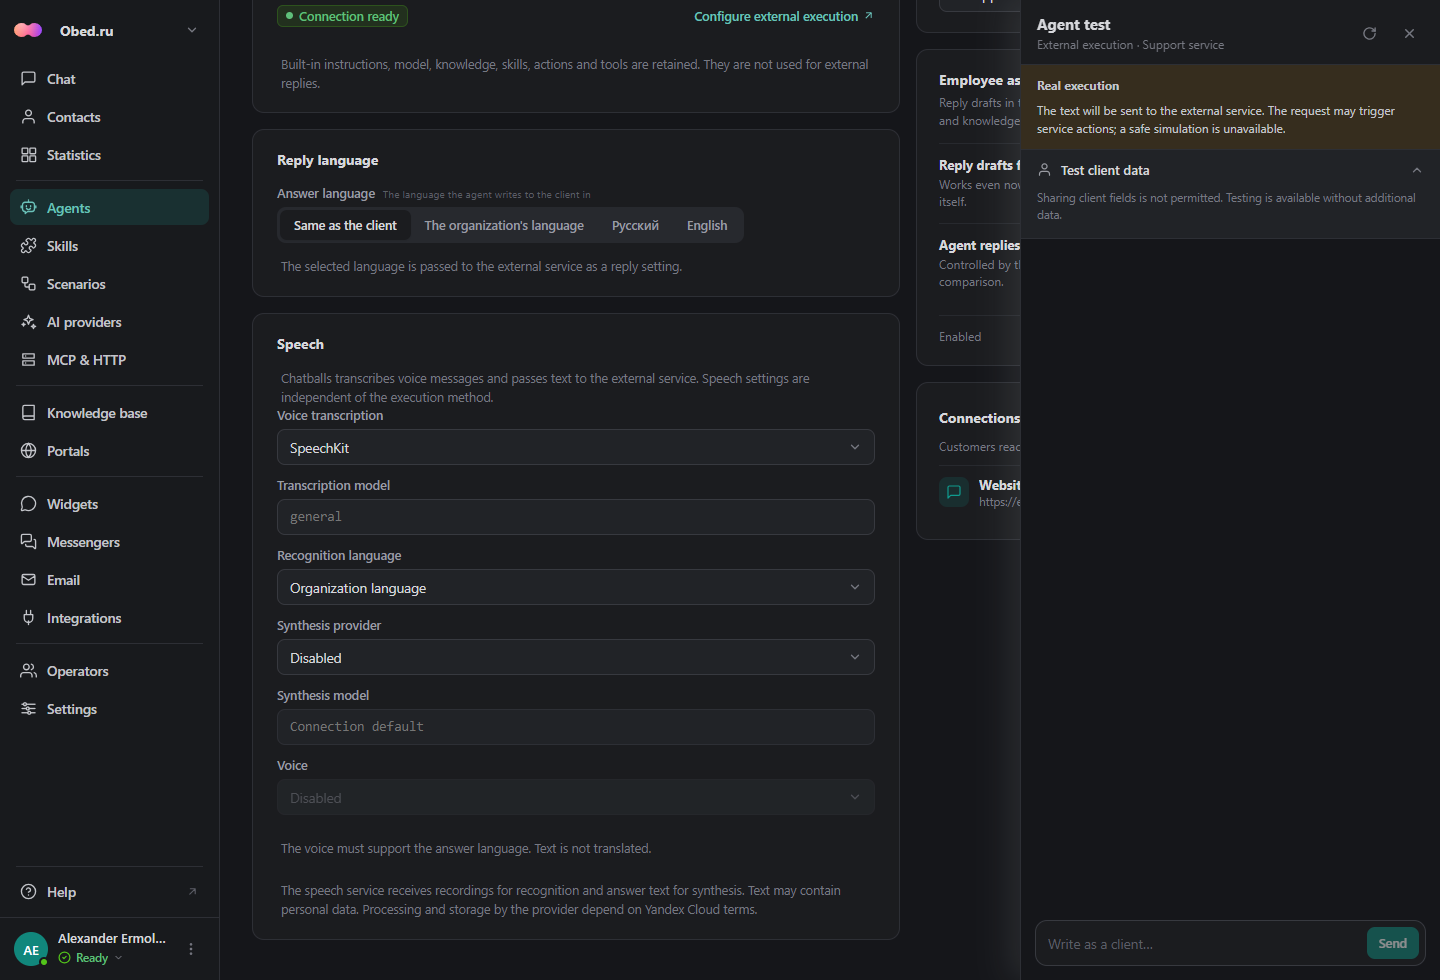 Obed.ru
Chat
Contacts
Statistics
Agents
Skills
Scenarios
AI providers
MCP & HTTP
Knowledge base
Portals
Widgets
Messengers
Email
Integrations
Operators
Settings
Help
AE
Alexander Ermol...
Ready
Connection ready
Configure external execution
Built-in instructions, model, knowledge, skills, actions and tools are retained. They are not used for external
replies.
Reply language
Answer language The language the agent writes to the client in
Same as the client
The organization's language
Русский
English
The selected language is passed to the external service as a reply setting.
Speech
Chatballs transcribes voice messages and passes text to the external service. Speech settings are
independent of the execution method.
Voice transcription
SpeechKit
Transcription model
general
Recognition language
Organization language
Synthesis provider
Disabled
Synthesis model
Connection default
Voice
Disabled
The voice must support the answer language. Text is not translated.
The speech service receives recordings for recognition and answer text for synthesis. Text may contain
personal data. Processing and storage by the provider depend on Yandex Cloud terms.
Employee as
Reply drafts in
and knowledge
Reply drafts
Works even no
itself.
Agent replies
Controlled by
comparison.
Enabled
Connections
Customers reac
Websit
https://e
Agent test
External execution · Support service
Real execution
The text will be sent to the external service. The request may trigger
service actions; a safe simulation is unavailable.
Test client data
Sharing client fields is not permitted. Testing is available without additional
data.
Write as a client...
Send